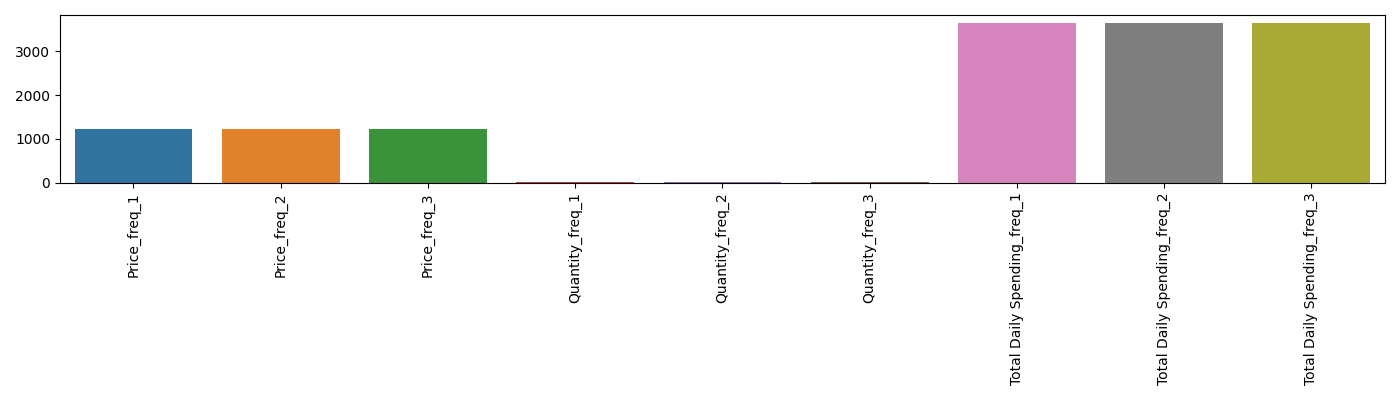 3000
2000
1000
0
Price_freq_1
Price_freq_2
Price_freq_3
Quantity_freq_1
Quantity_freq_2
Quantity_freq_3
Total Daily Spending_freq_1
Total Daily Spending_freq_2
Total Daily Spending_freq_3